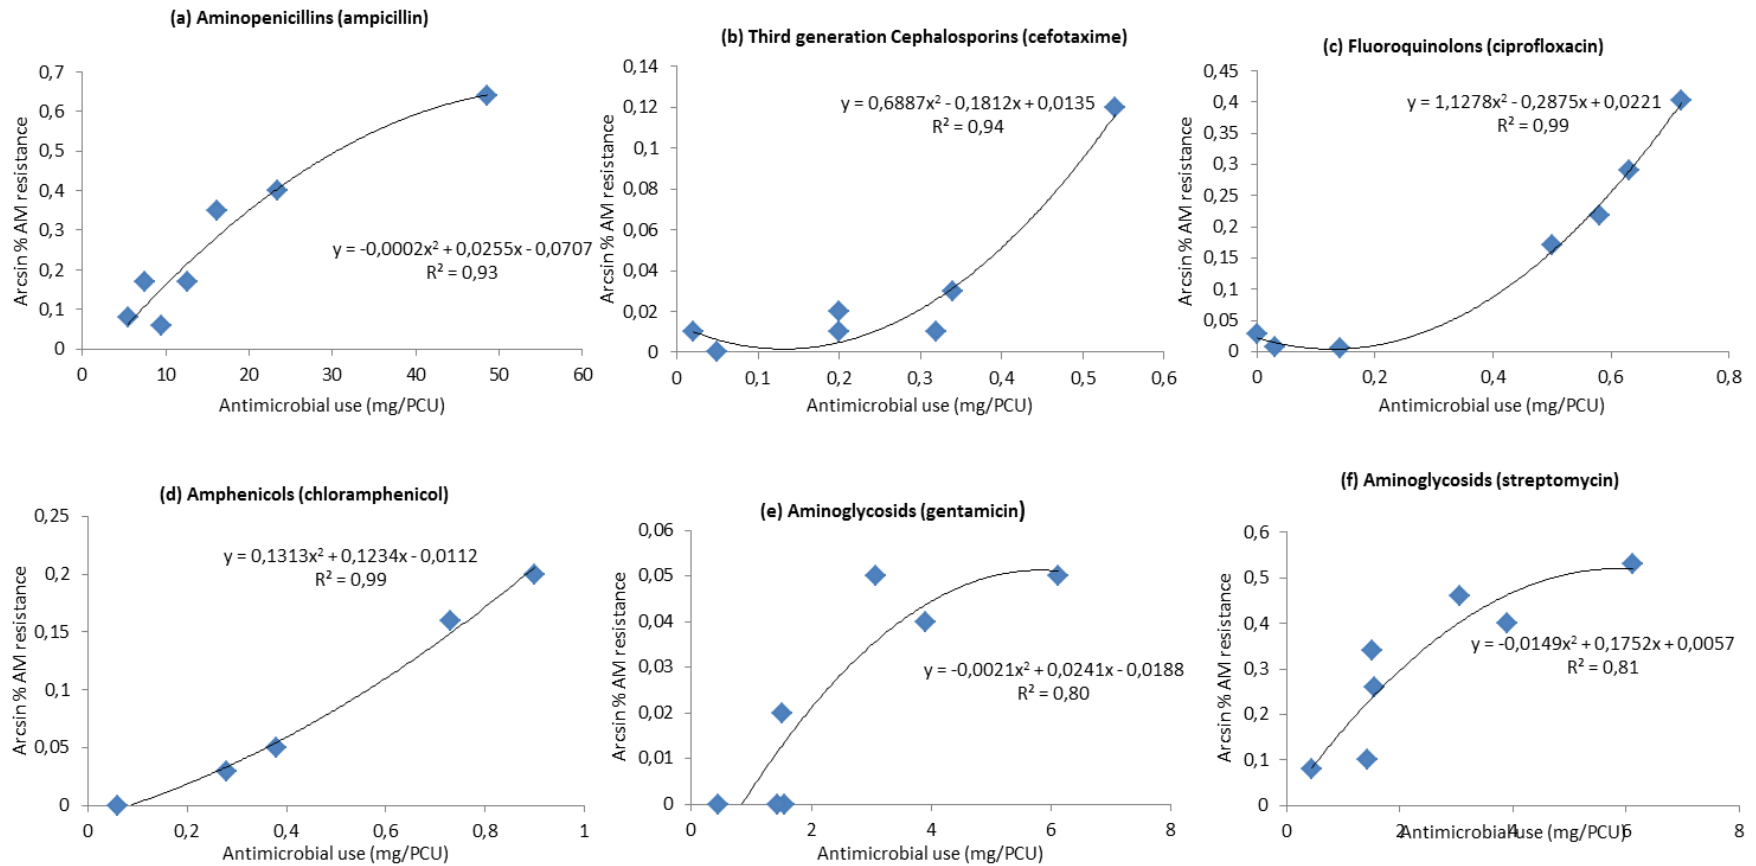 (a) Aminopenicillins (ampicillin)
0,7
0,6
0,5
0,4
0,3
0,2
0,1
0
Arcsin % AM resistance
y = -0,0002x² + 0,0255x - 0,0707
R² = 0,93
0 10 20 30 40 50 60
Antimicrobial use (mg/PCU)
(b) Third generation Cephalosporins (cefotaxime)
0,14
0,12
0,1
0,08
0,06
0,04
0,02
0
Arcsin % AM resistance
y = 0,6887x² - 0,1812x + 0,0135
R² = 0,94
0 0,1 0,2 0,3 0,4 0,5 0,6
Antimicrobial use (mg/PCU)
(c) Fluoroquinolons (ciprofloxacin)
0,45
0,4
0,35
0,3
0,25
0,2
0,15
0,1
0,05
0
Arcsin % AM resistance
y = 1,1278x² - 0,2875x + 0,0221
R² = 0,99
0 0,2 0,4 0,6 0,8
Antimicrobial use (mg/PCU)
(d) Amphenicols (chloramphenicol)
0,25
0,2
0,15
0,1
0,05
0
Arcsin % AM resistance
y = 0,1313x² + 0,1234x - 0,0112
R² = 0,99
0 0,2 0,4 0,6 0,8 1
Antimicrobial use (mg/PCU)
(e) Aminoglycosids (gentamicin)
0,06
0,05
0,04
0,03
0,02
0,01
0
Arcsin % AM resistance
y = -0,0021x² + 0,0241x - 0,0188
R² = 0,80
0 2 4 6 8
Antimicrobial use (mg/PCU)
(f) Aminoglycosids (streptomycin)
0,6
0,5
0,4
0,3
0,2
0,1
0
Arcsin % AM resistance
y = -0,0149x² + 0,1752x + 0,0057
R² = 0,81
0 2 4 6 8
Antimicrobial use (mg/PCU)